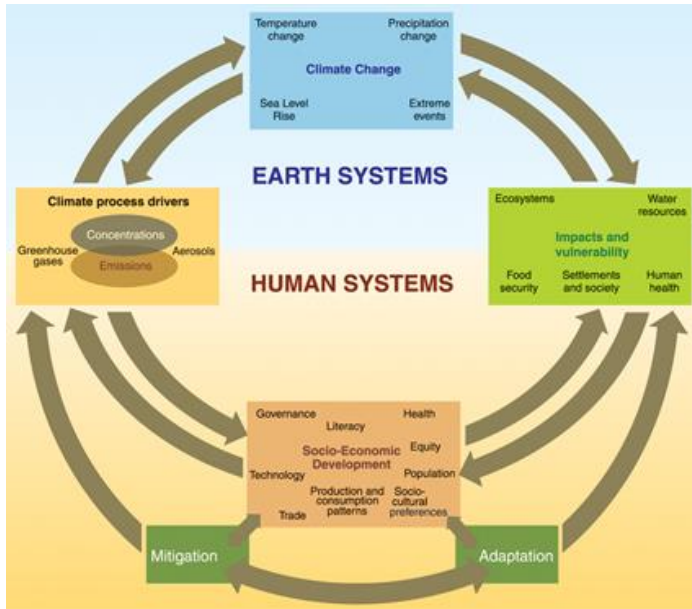 Temperature change
Precipitation change
Climate Change
Sea Level Rise
Extreme events
EARTH SYSTEMS
Climate process drivers
Concentrations
Greenhouse gases
Aerosols
Emissions
Ecosystems
Water resources
Impacts and vulnerability
Food security
Settlements and society
Human health
HUMAN SYSTEMS
Governance
Literacy
Health
Socio-Economic Development
Equity
Technology
Population
Production and consumption patterns
Socio-cultural preferences
Trade
Mitigation
Adaptation